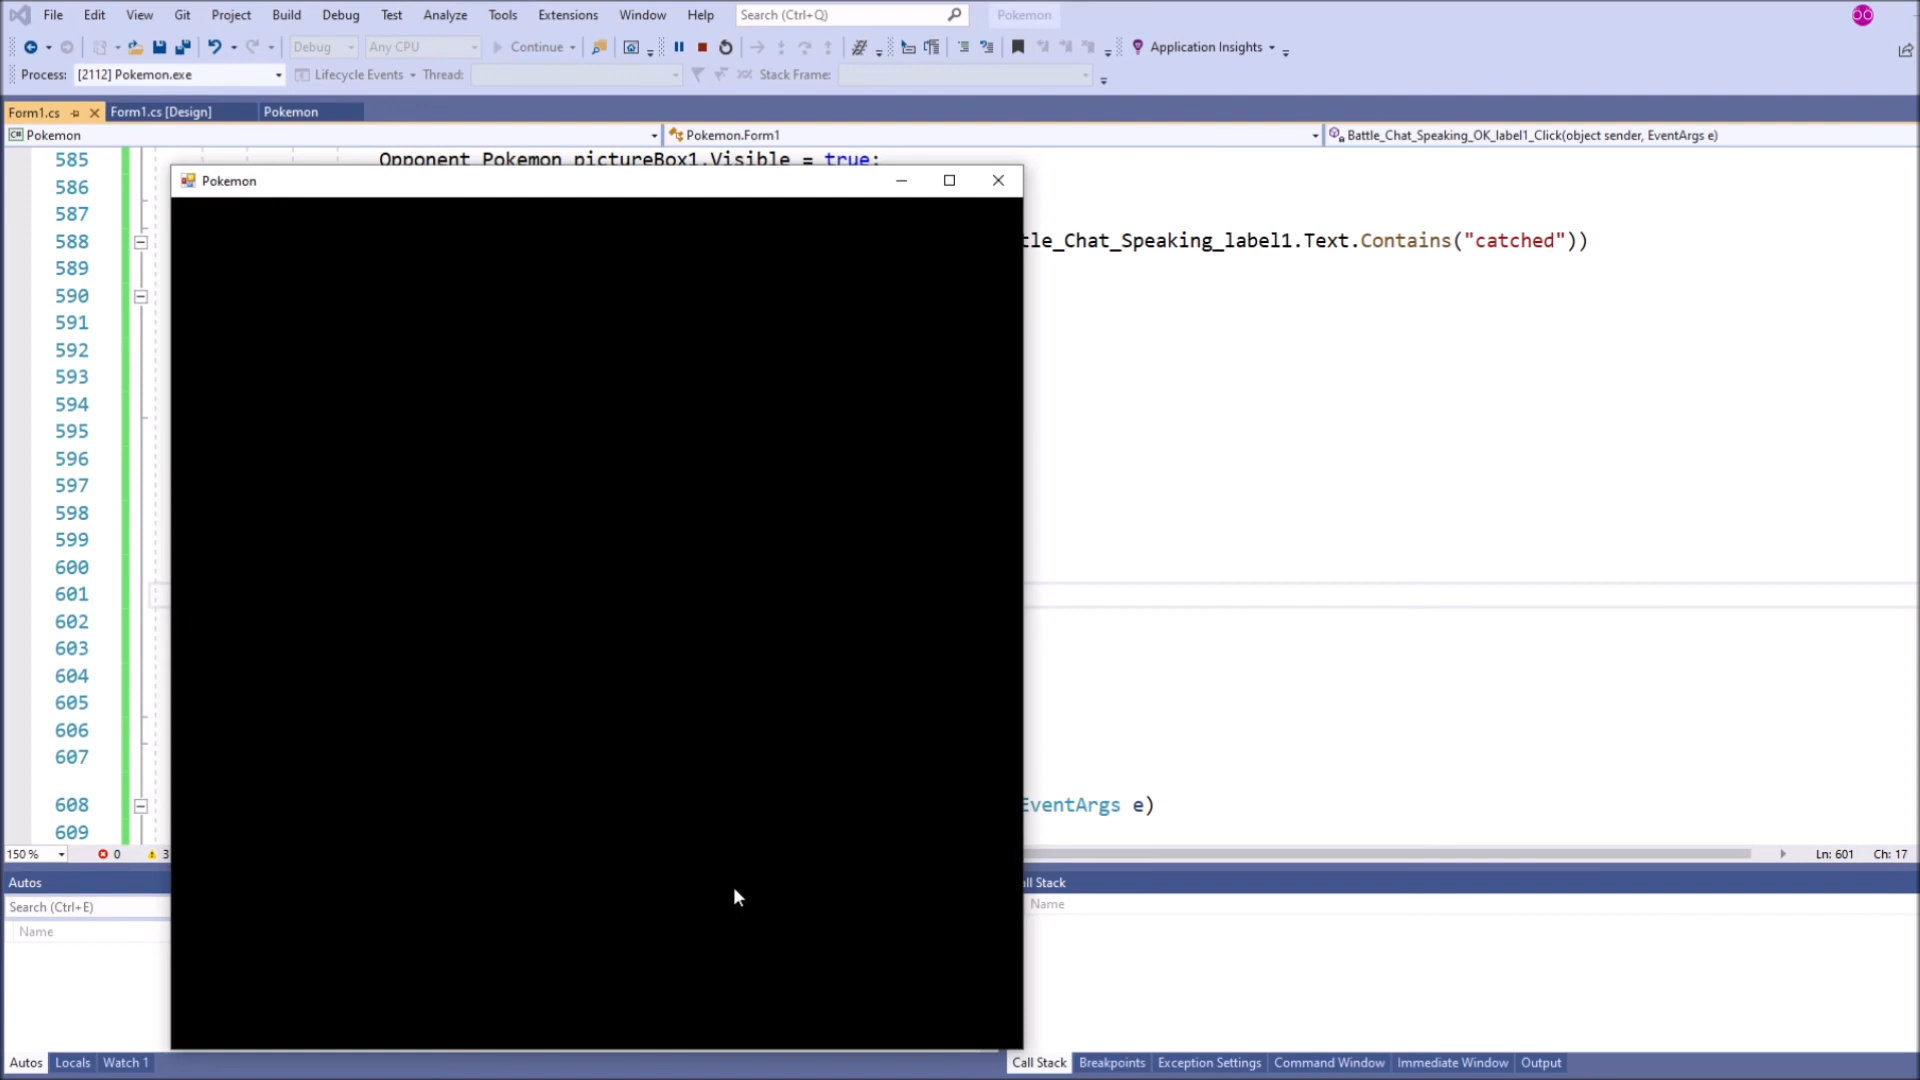 File Edit View Git Project Build Debug Test Analyze Tools Extensions Window Help Search (Ctrl+Q) Pokemon
Debug Any CPU Continue Application Insights
Process: [2112] Pokemon.exe Lifecycle Events Thread: Stack Frame:
Form1.cs Form1.cs [Design] Pokemon
Pokemon Pokemon.Form1 Battle_Chat_Speaking_OK_label1_Click(object sender, EventArgs e)
585 Opponent_Pokemon_pictureBox1.Visible = true;
586 Pokemon
587
588 tle_Chat_Speaking_label1.Text.Contains("catched"))
589
590
591
592
593
594
595
596
597
598
599
600
601
602
603
604
605
606
607
608 EventArgs e)
609
150 % 0 3 Ln: 601 Ch: 17
Autos all Stack
Search (Ctrl+E) Name
Name
Autos Locals Watch 1 Call Stack Breakpoints Exception Settings Command Window Immediate Window Output